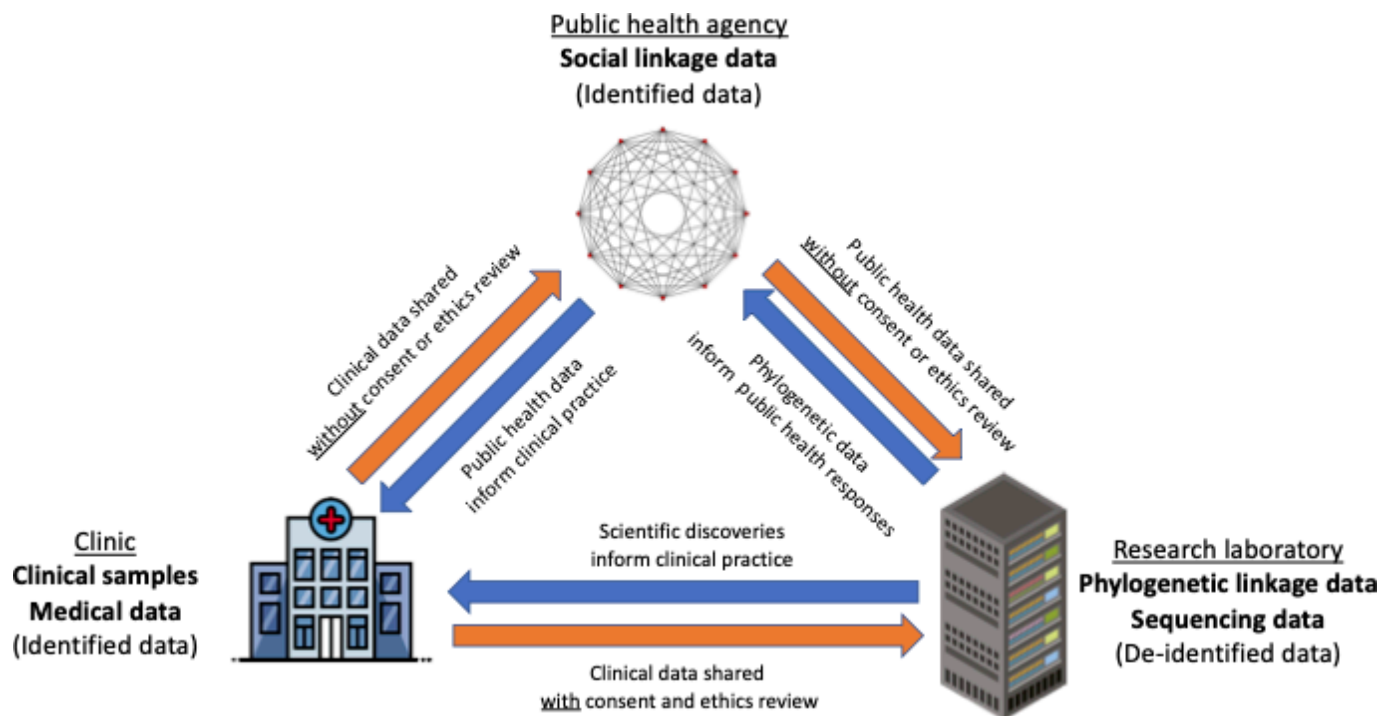 Public health agency
Social linkage data
(Identified data)
Clinical data shared
without consent or ethics review
Public health data
inform clinical practice
Public health data shared
without consent or ethics review
Phylogenetic data
inform public health responses
Clinic
Clinical samples
Medical data
(Identified data)
Scientific discoveries
inform clinical practice
Clinical data shared
with consent and ethics review
Research laboratory
Phylogenetic linkage data
Sequencing data
(De-identified data)